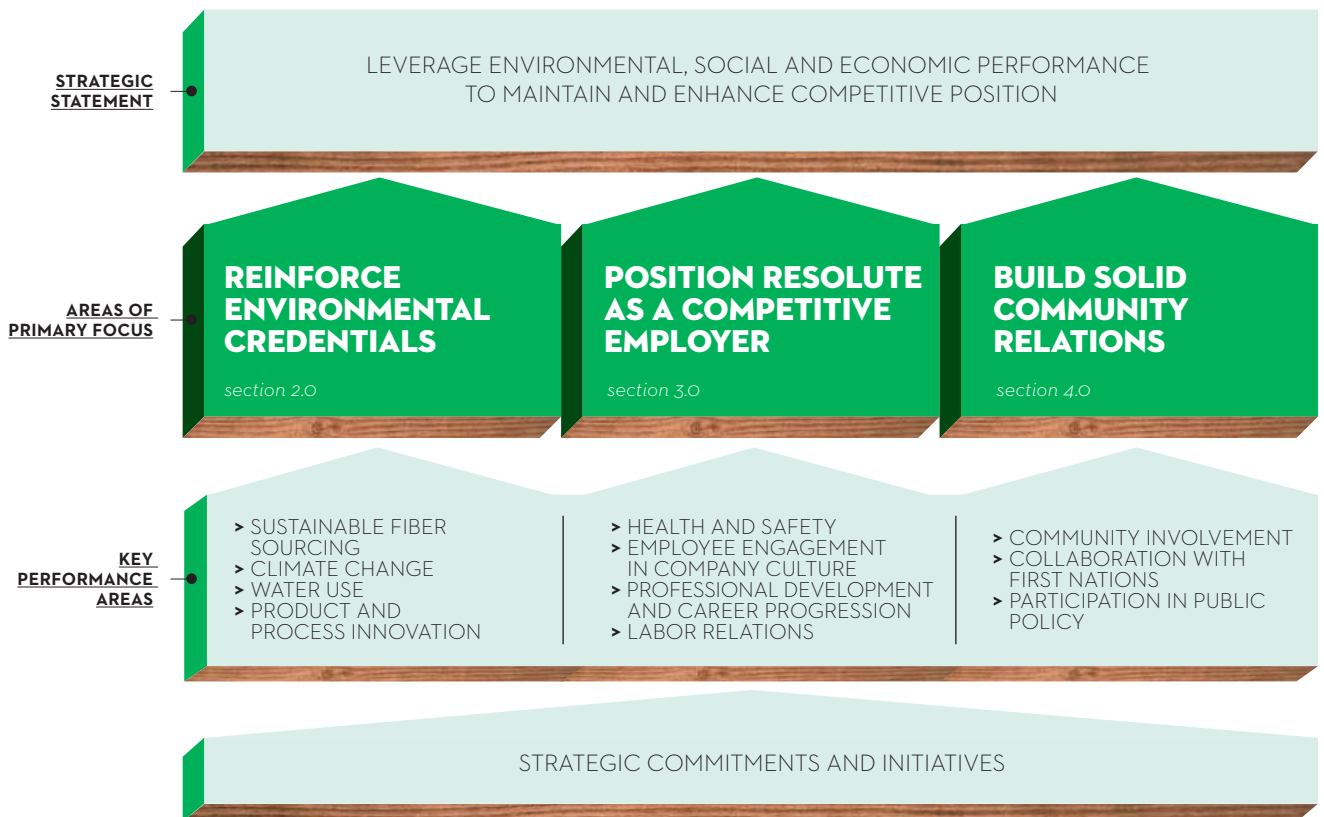 STRATEGIC
STATEMENT
LEVERAGE ENVIRONMENTAL, SOCIAL AND ECONOMIC PERFORMANCE
TO MAINTAIN AND ENHANCE COMPETITIVE POSITION
AREAS OF
PRIMARY FOCUS
REINFORCE
ENVIRONMENTAL
CREDENTIALS
section 2.0
POSITION RESOLUTE
AS A COMPETITIVE
EMPLOYER
section 3.0
BUILD SOLID
COMMUNITY
RELATIONS
section 4.0
KEY
PERFORMANCE
AREAS
> SUSTAINABLE FIBER
SOURCING
> CLIMATE CHANGE
> WATER USE
> PRODUCT AND
PROCESS INNOVATION
> HEALTH AND SAFETY
> EMPLOYEE ENGAGEMENT
IN COMPANY CULTURE
> PROFESSIONAL DEVELOPMENT
AND CAREER PROGRESSION
> LABOR RELATIONS
> COMMUNITY INVOLVEMENT
> COLLABORATION WITH
FIRST NATIONS
> PARTICIPATION IN PUBLIC
POLICY
STRATEGIC COMMITMENTS AND INITIATIVES